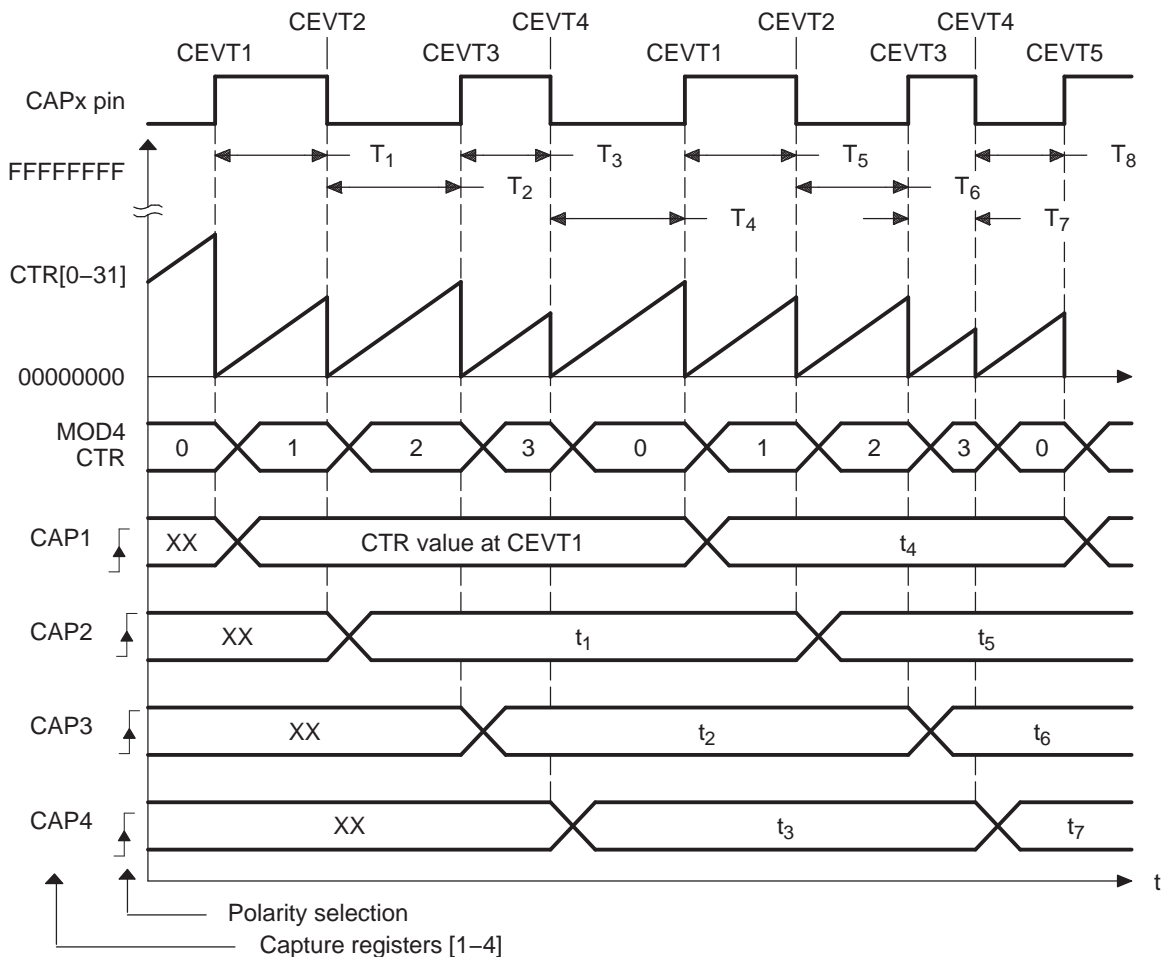 CEVT2 CEVT4 CEVT2 CEVT4
CEVT1 CEVT3 CEVT1 CEVT3 CEVT5
CAPx pin
T1 T3 T5 T8
FFFFFFFF
T2 T6
T4 T7
CTR[0−31]
00000000
MOD4
CTR
0 1 2 3 0 1 2 3 0
CAP1 XX CTR value at CEVT1 t4
CAP2 XX t1 t5
CAP3 XX t2 t6
CAP4 XX t3 t7
t
Polarity selection
Capture registers [1−4]